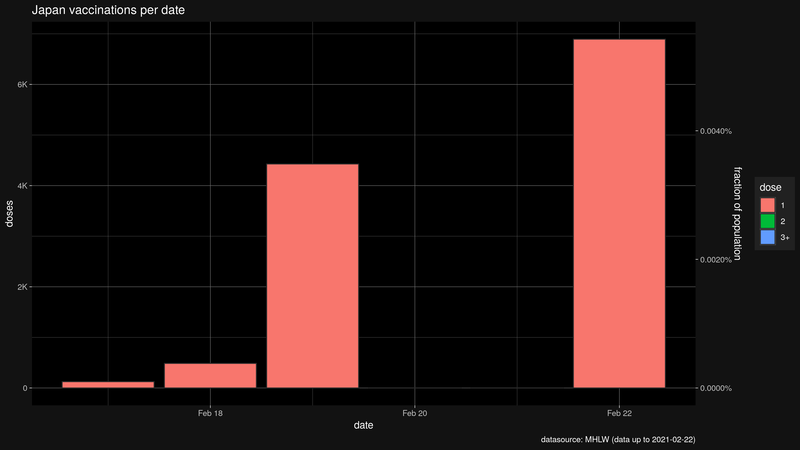 Japan vaccinations per date
doses
6K
4K
2K
0
Feb 18
Feb 20
Feb 22
date
0.0040%
0.0020%
0.0000%
fraction of population
dose
1
2
3+
datasource: MHLW (data up to 2021-02-22)